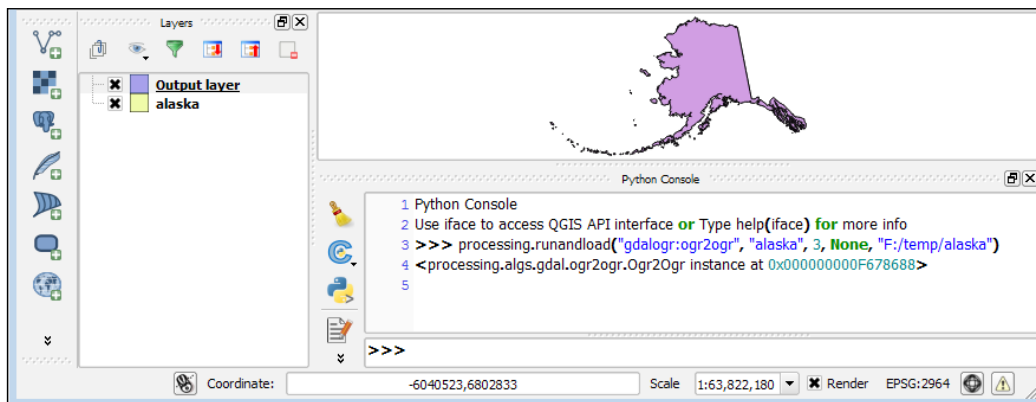 Layers
Output layer
alaska
Python Console
1 Python Console
2 Use iface to access QGIS API interface or Type help(iface) for more info
3 >>> processing.runandload("gdalogr:ogr2ogr", "alaska", 3, None, "F:/temp/alaska")
4 <processing.algs.gdal.ogr2ogr.Ogr2Ogr instance at 0x000000000F678688>
5
>>>
Coordinate: -6040523,6802833 Scale 1:63,822,180 Render EPSG:2964